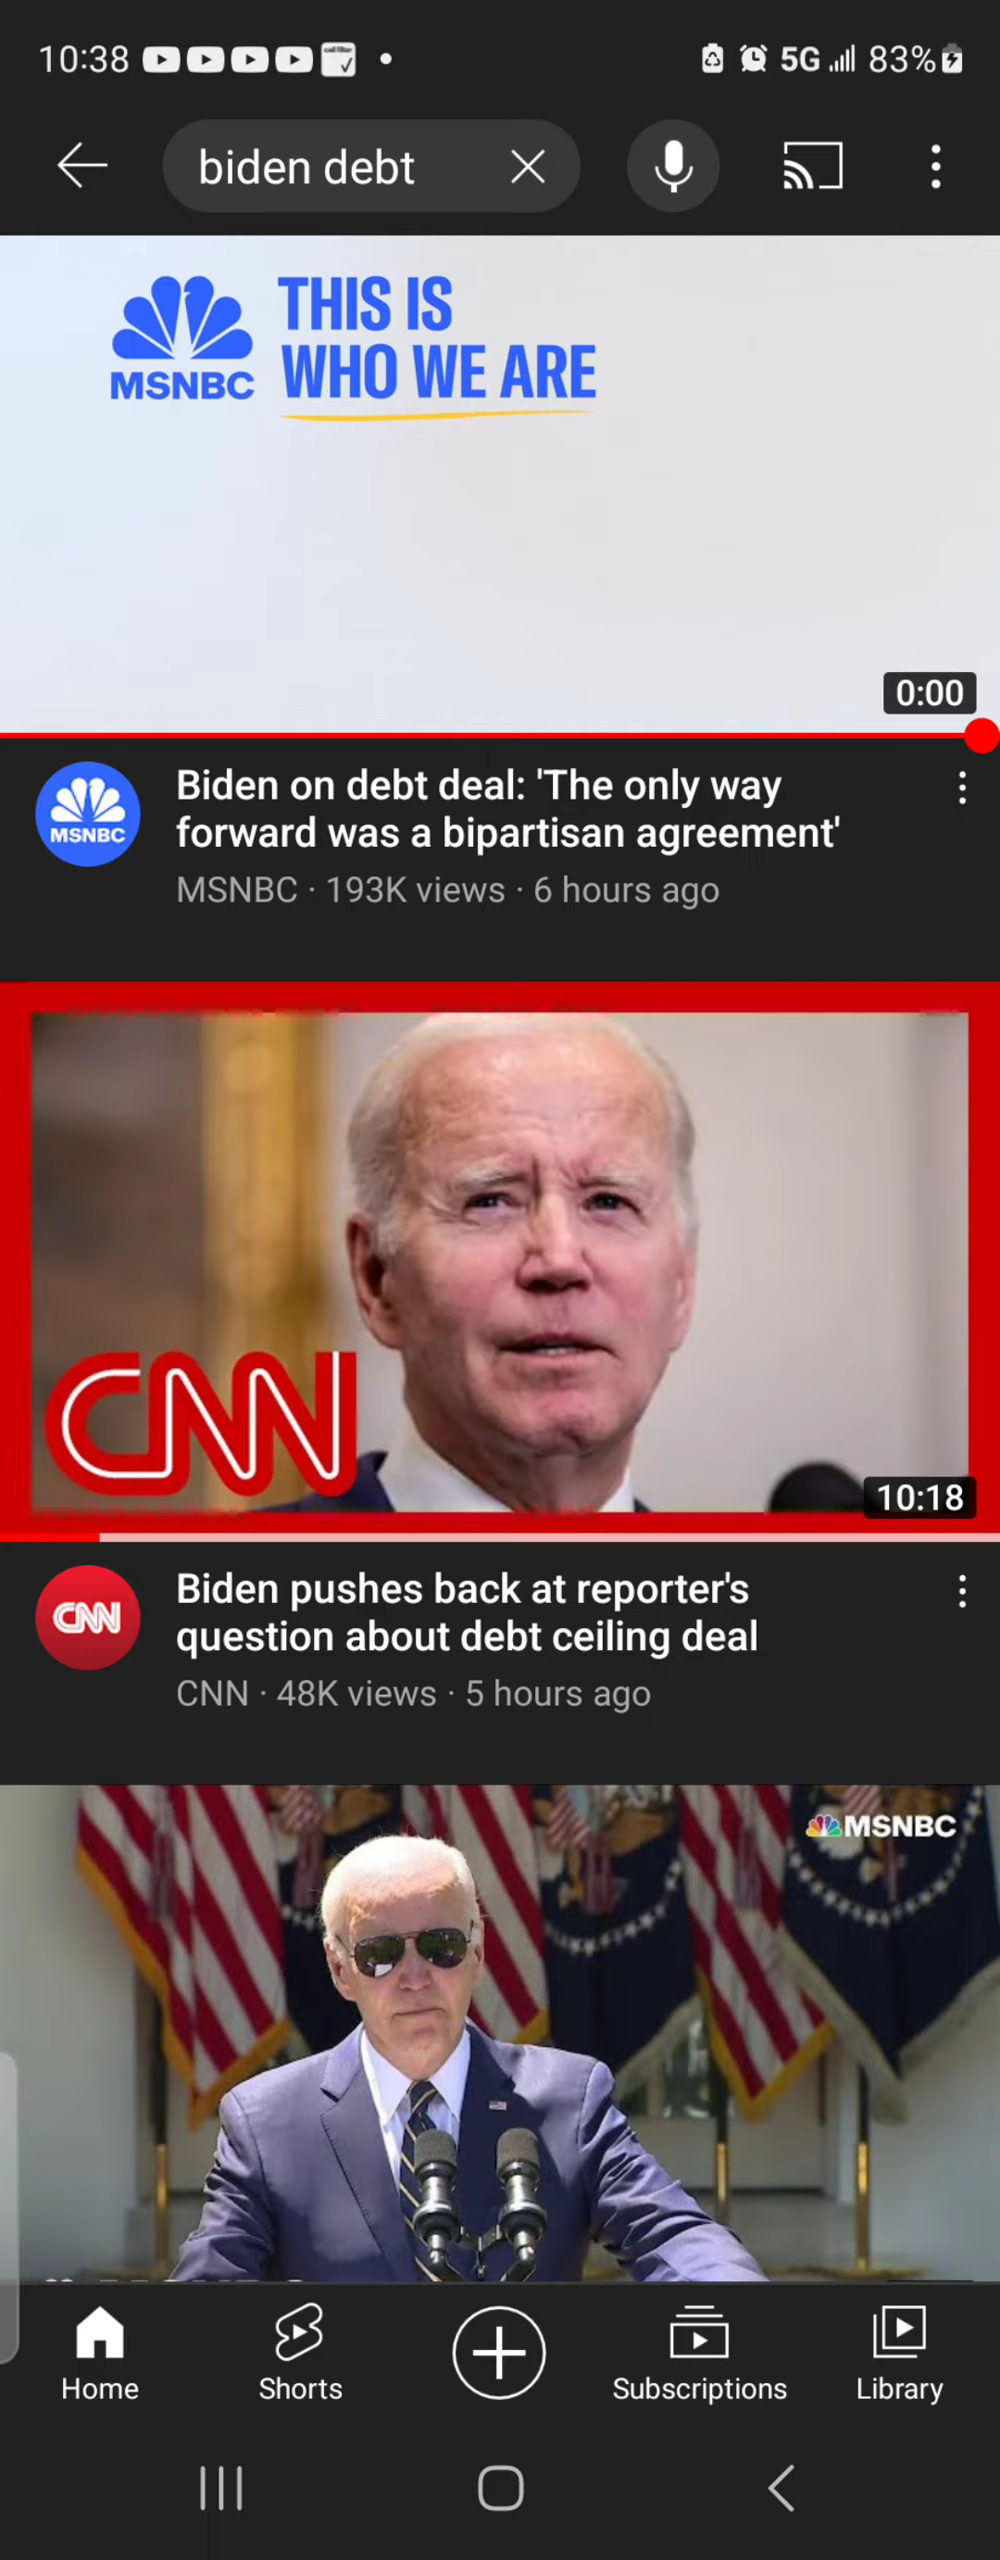 10:38
call filter
5G
83%
biden debt
MSNBC
THIS IS
WHO WE ARE
0:00
MSNBC
Biden on debt deal: 'The only way
forward was a bipartisan agreement'
MSNBC · 193K views · 6 hours ago
CNN
10:18
CNN
Biden pushes back at reporter's
question about debt ceiling deal
CNN · 48K views · 5 hours ago
MSNBC
Home
Shorts
Subscriptions
Library